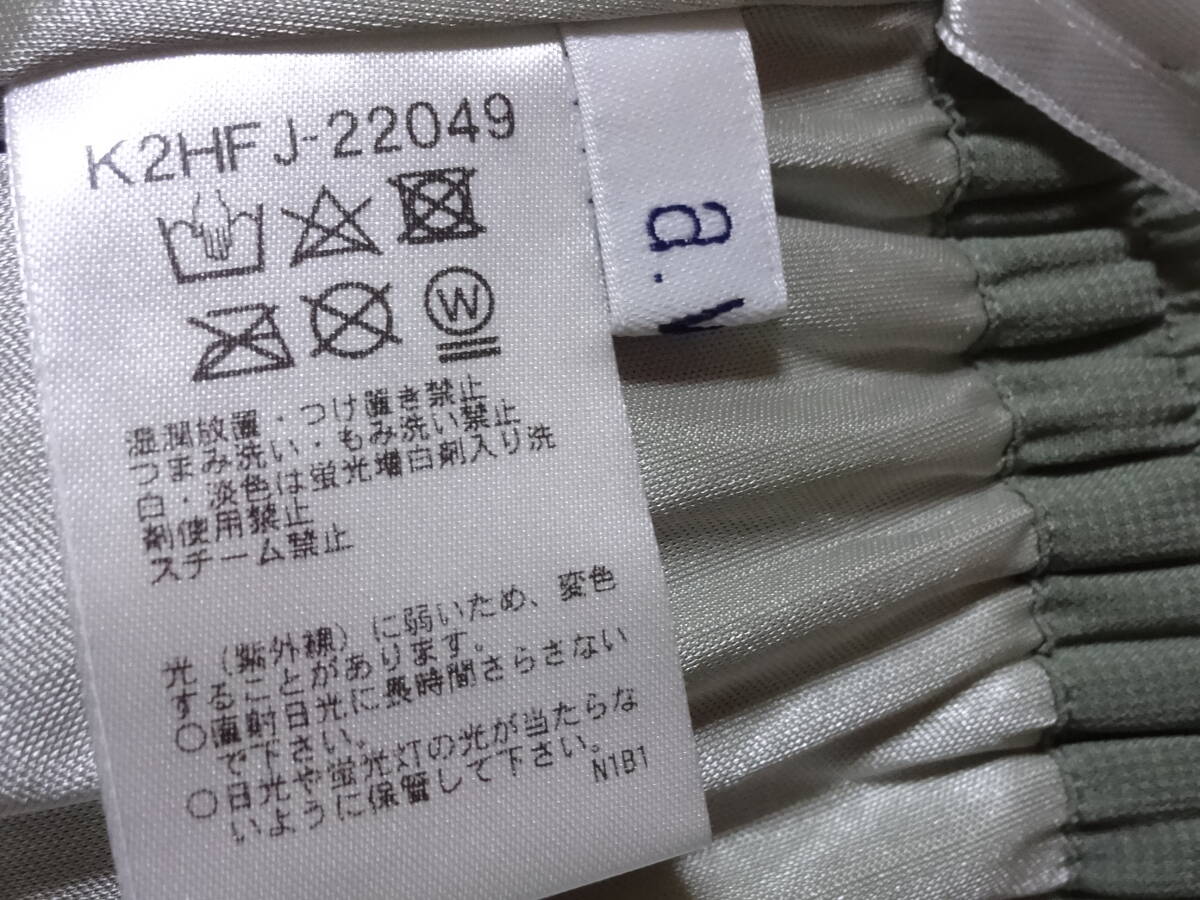 K2HFJ-22049
W
湿潤放置・つけ置き禁止
つまみ洗い・もみ洗い禁止
白・淡色は蛍光増白剤入り洗
剤使用禁止
スチーム禁止
光（紫外線）に弱いため、変色
することがあります。
○直射日光に長時間さらさない
で下さい。
○日光や蛍光灯の光が当たらな
いように保管して下さい。
N1B1
a.